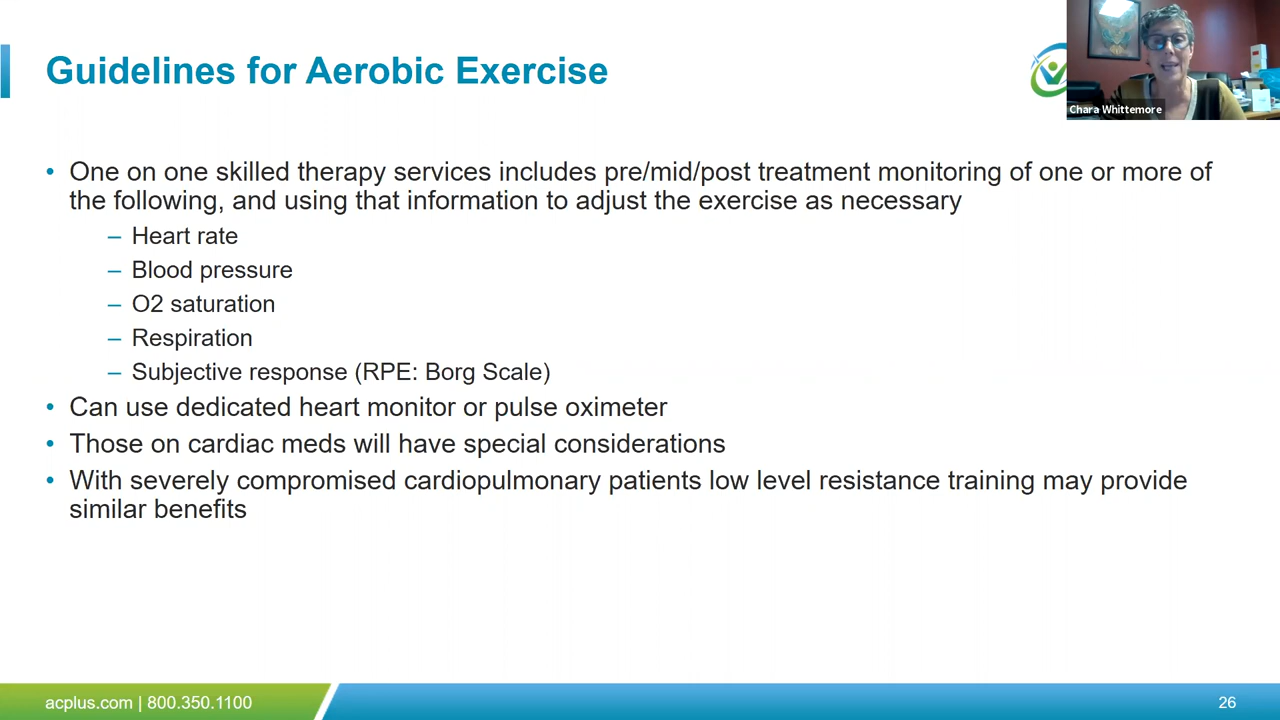 Guidelines for Aerobic Exercise
Chara Whittemore
• One on one skilled therapy services includes pre/mid/post treatment monitoring of one or more of
the following, and using that information to adjust the exercise as necessary
– Heart rate
– Blood pressure
– O2 saturation
– Respiration
– Subjective response (RPE: Borg Scale)
• Can use dedicated heart monitor or pulse oximeter
• Those on cardiac meds will have special considerations
• With severely compromised cardiopulmonary patients low level resistance training may provide
similar benefits
acplus.com | 800.350.1100
26